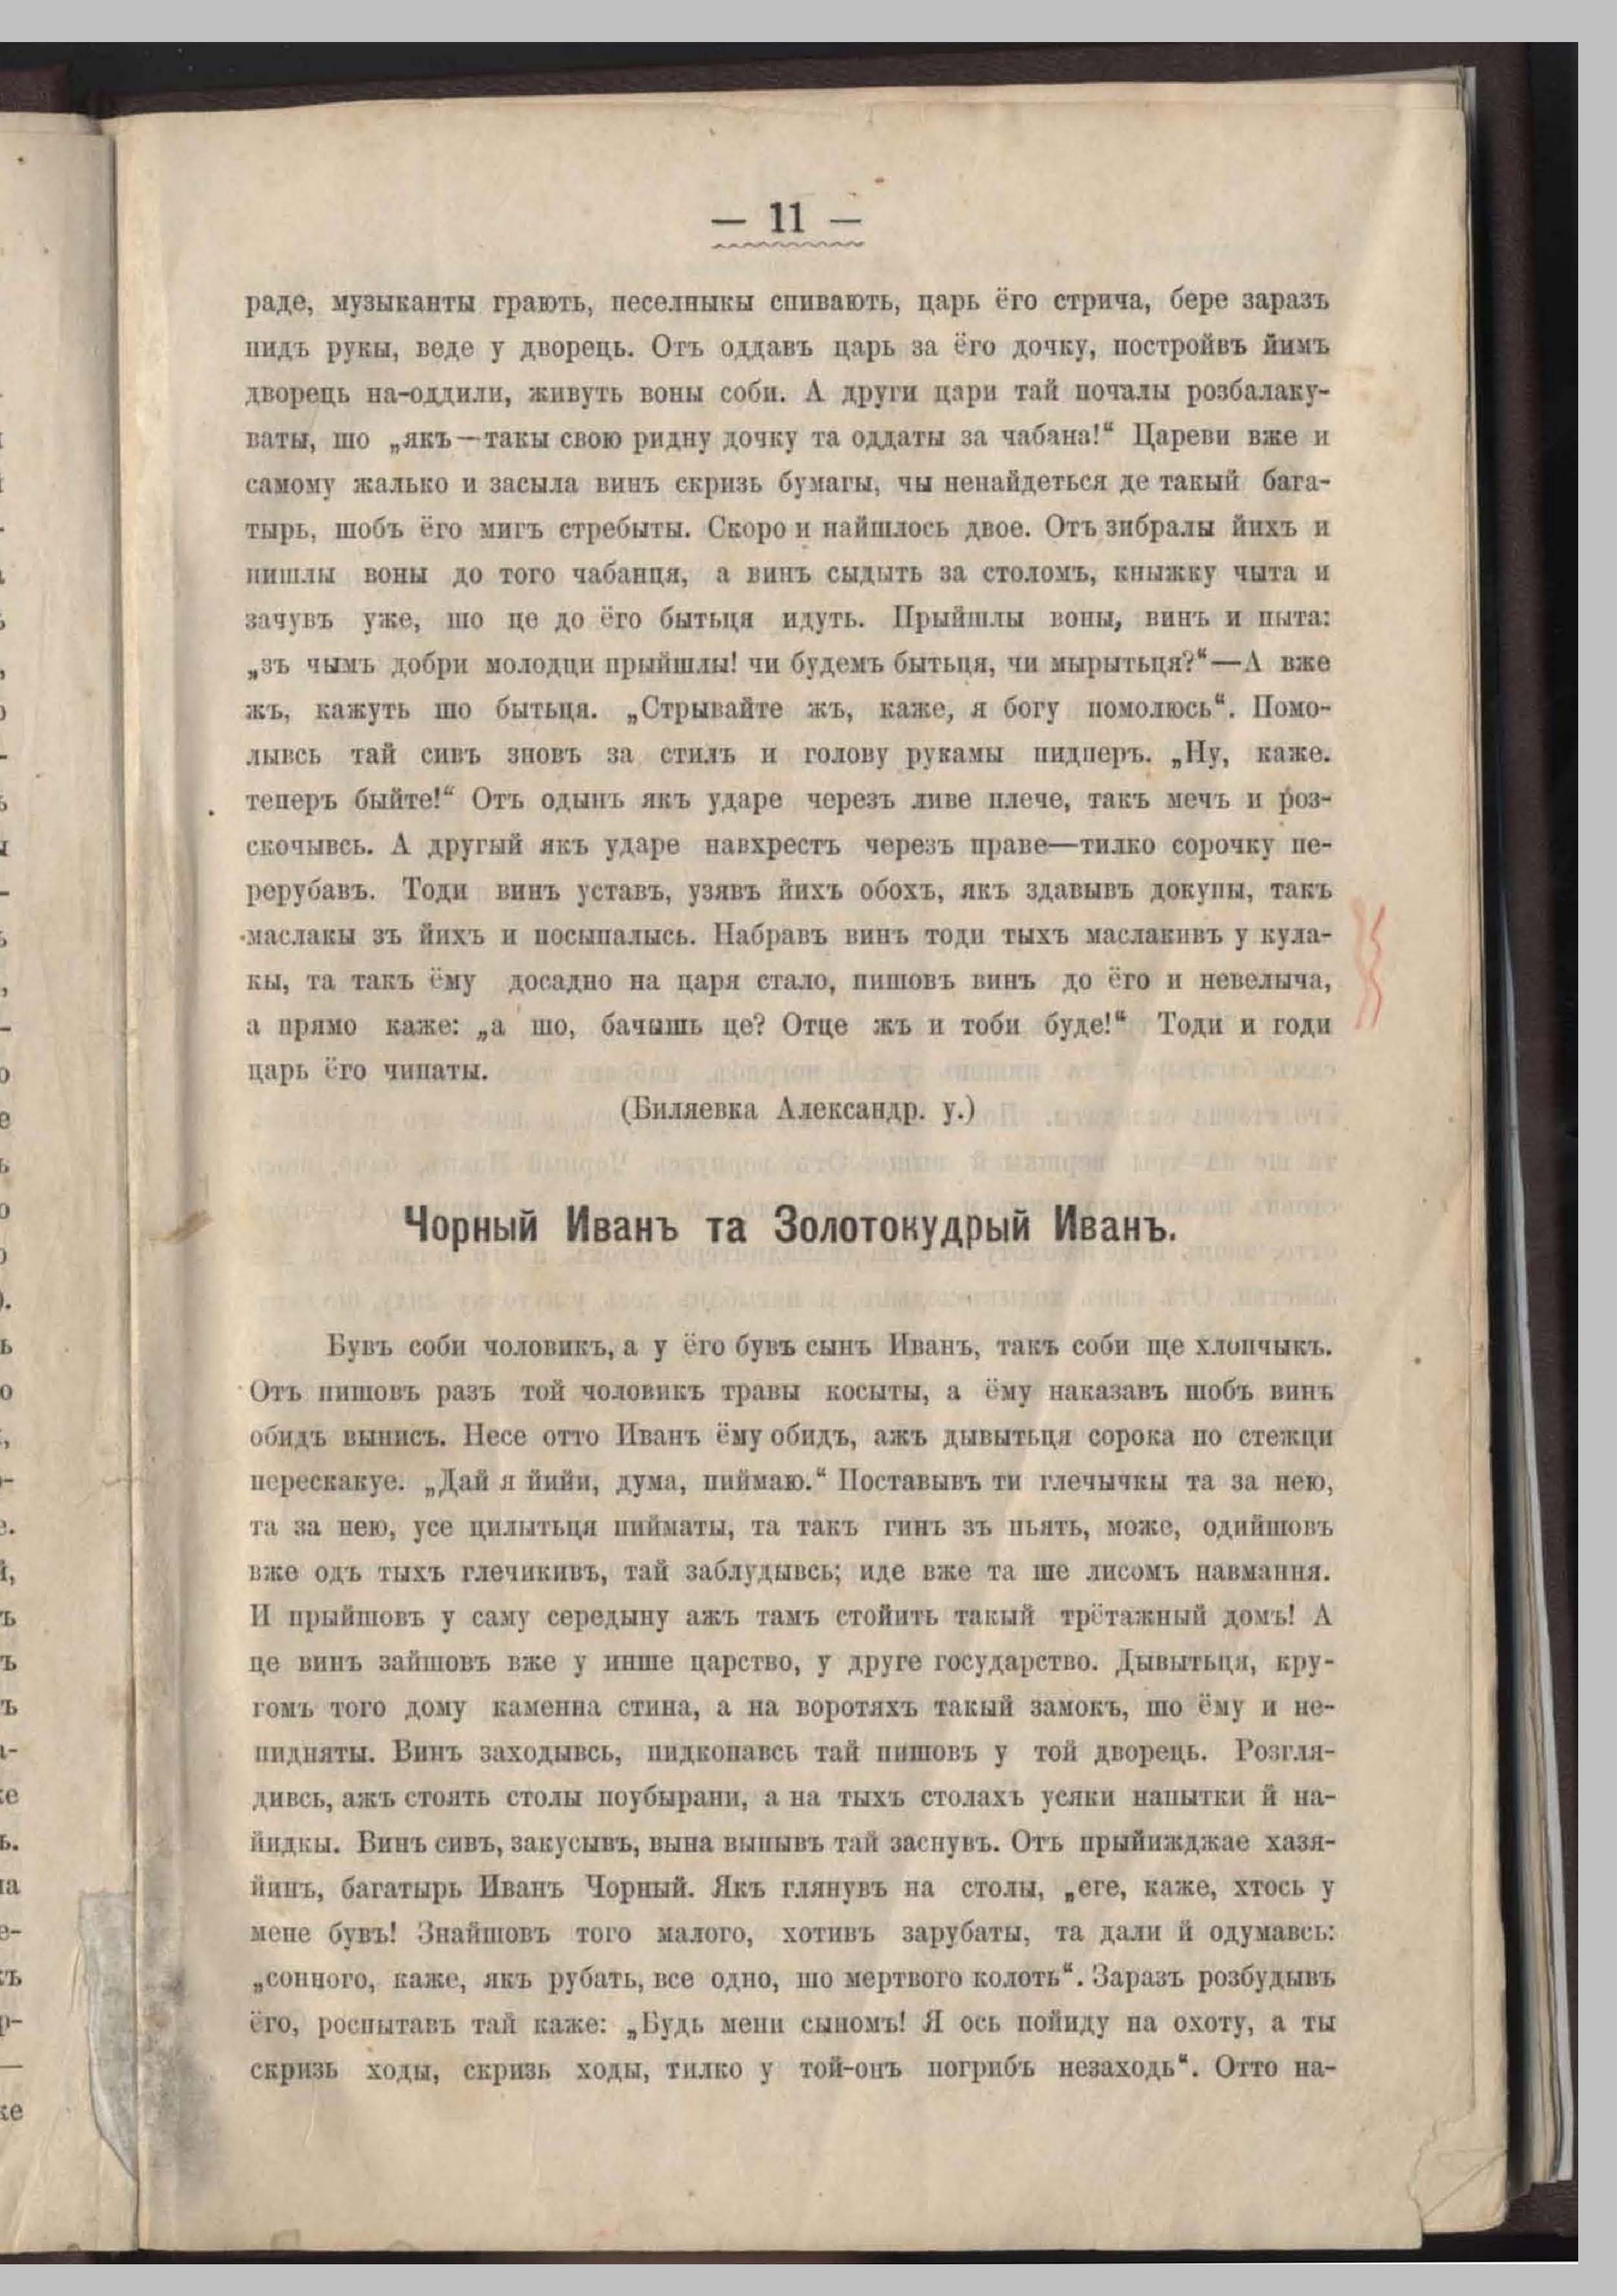 — 11 —
раде, музыканты грають, песелныкы спивають, царь ёго стрича, бере заразъ
пидъ рукы, веде у дворець. Отъ оддавъ царь за ёго дочку, постройвъ йимъ
дворець на-оддили, живуть воны соби. А други цари тай почалы розбалаку-
ваты, шо „якъ—такы свою ридну дочку та оддаты за чабана!“ Цареви вже и
самому жалько и засыла винъ скризь бумагы, чы ненайдеться де такый бага-
тырь, шобъ ёго мигъ стребыты. Скоро и найшлось двое. Отъ зибралы йихъ и
пишлы воны до того чабанця, а винъ сыдыть за столомъ, кныжку чыта и
зачувъ уже, шо це до ёго бытьця идуть. Прыйшлы воны, винъ и пыта:
„зъ чымъ добри молодци прыйшлы! чи будемъ бытьця, чи мырытьця?“—А вже
жъ, кажуть шо бытьця. „Стрывайте жъ, каже, я богу помолюсь“. Помо-
лывсь тай сивъ зновъ за стилъ и голову рукамы пидперъ. „Ну, каже.
теперъ быйте!“ Отъ одынъ якъ ударе черезъ ливе плече, такъ мечъ и роз-
скочывсь. А другый якъ ударе навхрестъ черезъ праве—тилко сорочку пе-
рерубавъ. Тоди винъ уставъ, узявъ йихъ обохъ, якъ здавывъ докупы, такъ
маслакы зъ йихъ и посыпалысь. Набравъ винъ тоди тыхъ маслакивъ у кула-
кы, та такъ ёму досадно на царя стало, пишовъ винъ до ёго и невелыча,
а прямо каже: „а шо, бачышь це? Отце жъ и тоби буде!“ Тоди и годи
царь ёго чипаты.
(Биляевка Александр. у.)
Чорный Иванъ та Золотокудрый Иванъ.
Бувъ соби чоловикъ, а у ёго бувъ сынъ Иванъ, такъ соби ще хлопчыкъ.
Отъ пишовъ разъ той чоловикъ травы косыты, а ёму наказавъ шобъ винъ
обидъ вынисъ. Несе отто Иванъ ёму обидъ, ажъ дывытьця сорока по стежци
перескакуе. „Дай я йийи, дума, пиймаю.“ Поставывъ ти глечычкы та за нею,
та за нею, усе цилытьця пийматы, та такъ гинъ зъ пьять, може, одийшовъ
вже одъ тыхъ глечикивъ, тай заблудывсь; иде вже та ше лисомъ навмання.
И прыйшовъ у саму середыну ажъ тамъ стойить такый трётажный домъ! А
це винъ зайшовъ вже у инше царство, у друге государство. Дывытьця, кру-
гомъ того дому каменна стина, а на воротяхъ такый замокъ, шо ёму и не-
пидняты. Винъ заходывсь, пидкопавсь тай пишовъ у той дворець. Розгля-
дивсь, ажъ стоять столы поубырани, а на тыхъ столахъ усяки напытки й на-
йидкы. Винъ сивъ, закусывъ, вына выпывъ тай заснувъ. Отъ прыйижджае хазя-
йинъ, багатырь Иванъ Чорный. Якъ глянувъ на столы, „еге, каже, хтось у
мене бувъ! Знайшовъ того малого, хотивъ зарубаты, та дали й одумавсь:
„сонного, каже, якъ рубать, все одно, шо мертвого колоть“. Заразъ розбудывъ
ёго, роспытавъ тай каже: „Будь мени сыномъ! Я ось пойиду на охоту, а ты
скризь ходы, скризь ходы, тилко у той-онъ погрибъ незаходь“. Отто на-